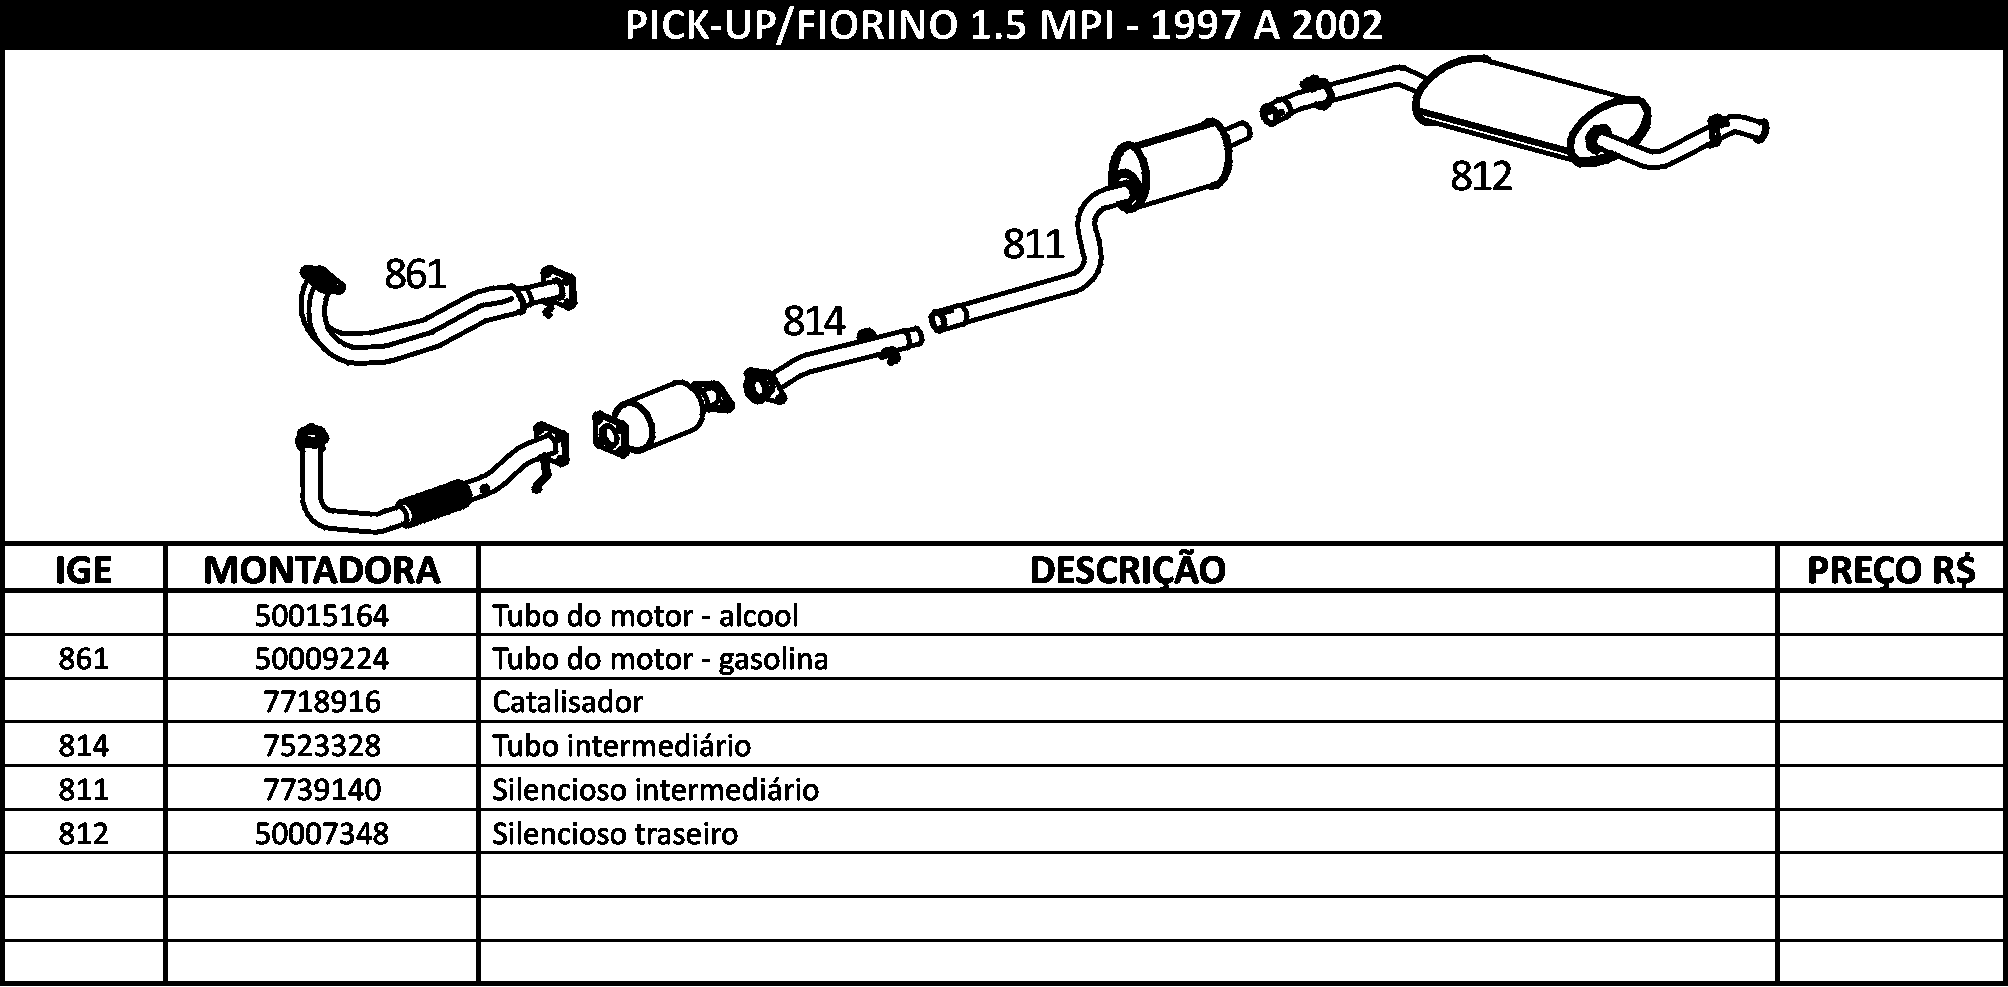 PICK-UP/FIORINO 1.5 MPI - 1997 A 2002
812
811
861
814
IGE MONTADORA DESCRIÇÃO PREÇO R$
50015164 Tubo do motor - alcool
861 50009224 Tubo do motor - gasolina
7718916 Catalisador
814 7523328 Tubo intermediário
811 7739140 Silencioso intermediário
812 50007348 Silencioso traseiro